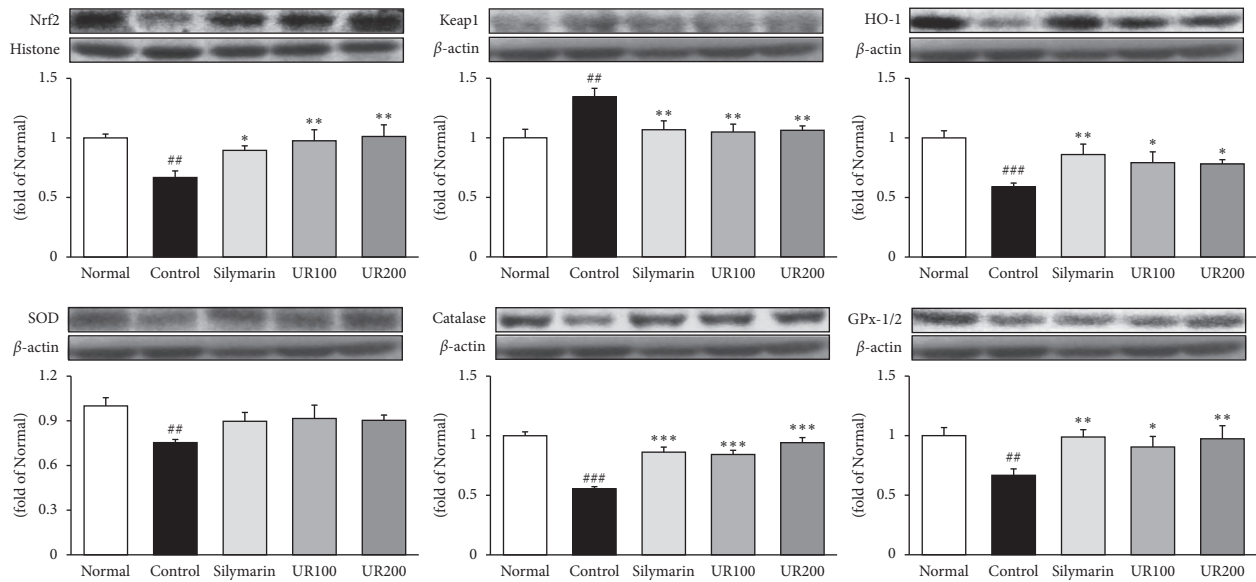 Nrf2
Histone
1.5
1
0.5
0
(fold of Normal)
##
*
**
**
Normal Control Silymarin UR100 UR200
Keap1
β-actin
1.5
1
0.5
0
(fold of Normal)
##
**
**
**
Normal Control Silymarin UR100 UR200
HO-1
β-actin
1.5
1
0.5
0
(fold of Normal)
###
**
*
*
Normal Control Silymarin UR100 UR200
SOD
β-actin
1.2
0.9
0.6
0.3
0
(fold of Normal)
##
Normal Control Silymarin UR100 UR200
Catalase
β-actin
1.5
1
0.5
0
(fold of Normal)
###
***
***
***
Normal Control Silymarin UR100 UR200
GPx-1/2
β-actin
1.5
1
0.5
0
(fold of Normal)
##
**
*
**
Normal Control Silymarin UR100 UR200